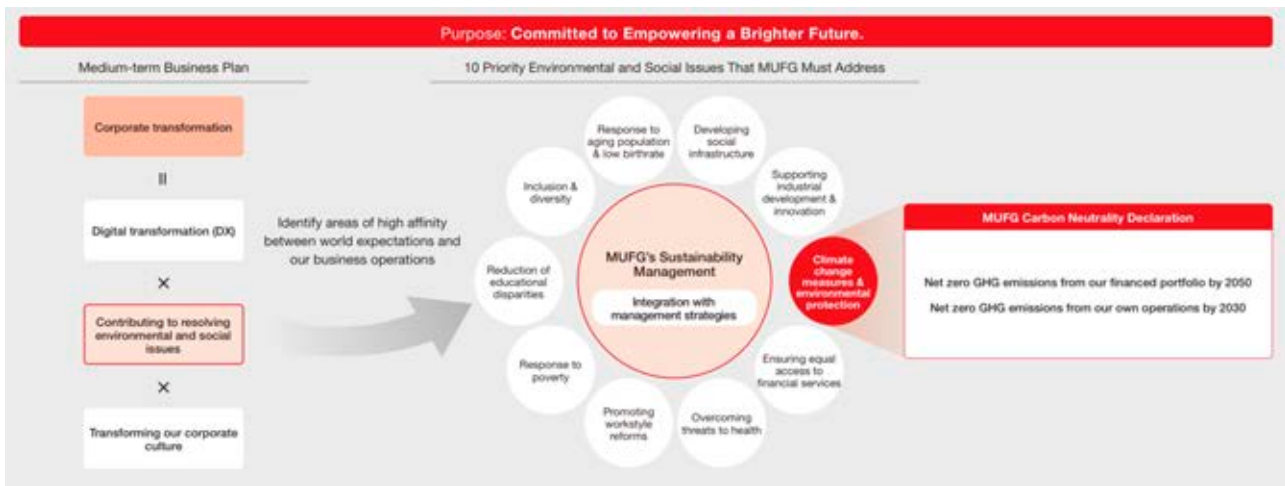 Purpose: Committed to Empowering a Brighter Future.
Medium-term Business Plan
Corporate transformation
=
Digital transformation (DX)
×
Contributing to resolving
environmental and social
issues
×
Transforming our corporate
culture
Identify areas of high affinity
between world expectations and
our business operations
10 Priority Environmental and Social Issues That MUFG Must Address
Response to
aging population
& low birthrate
Developing
social
infrastructure
Supporting
industrial
development &
innovation
Climate
change
measures &
environmental
protection
Ensuring equal
access to
financial services
Overcoming
threats to health
Promoting
workstyle
reforms
Response to
poverty
Reduction of
educational
disparities
Inclusion &
diversity
MUFG's Sustainability
Management
Integration with
management strategies
MUFG Carbon Neutrality Declaration
Net zero GHG emissions from our financed portfolio by 2050
Net zero GHG emissions from our own operations by 2030